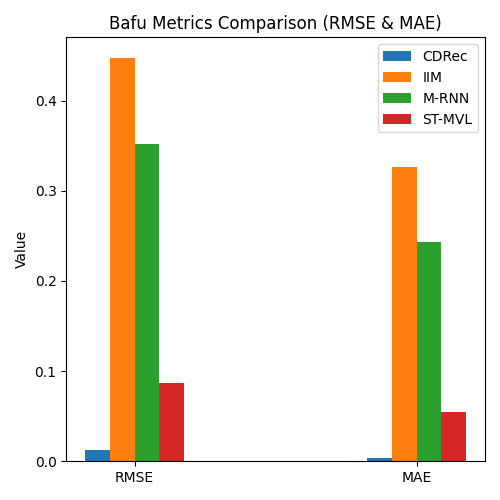 Bafu Metrics Comparison (RMSE & MAE)
CDRec
IIM
M-RNN
ST-MVL
Value
0.4
0.3
0.2
0.1
0.0
RMSE
MAE